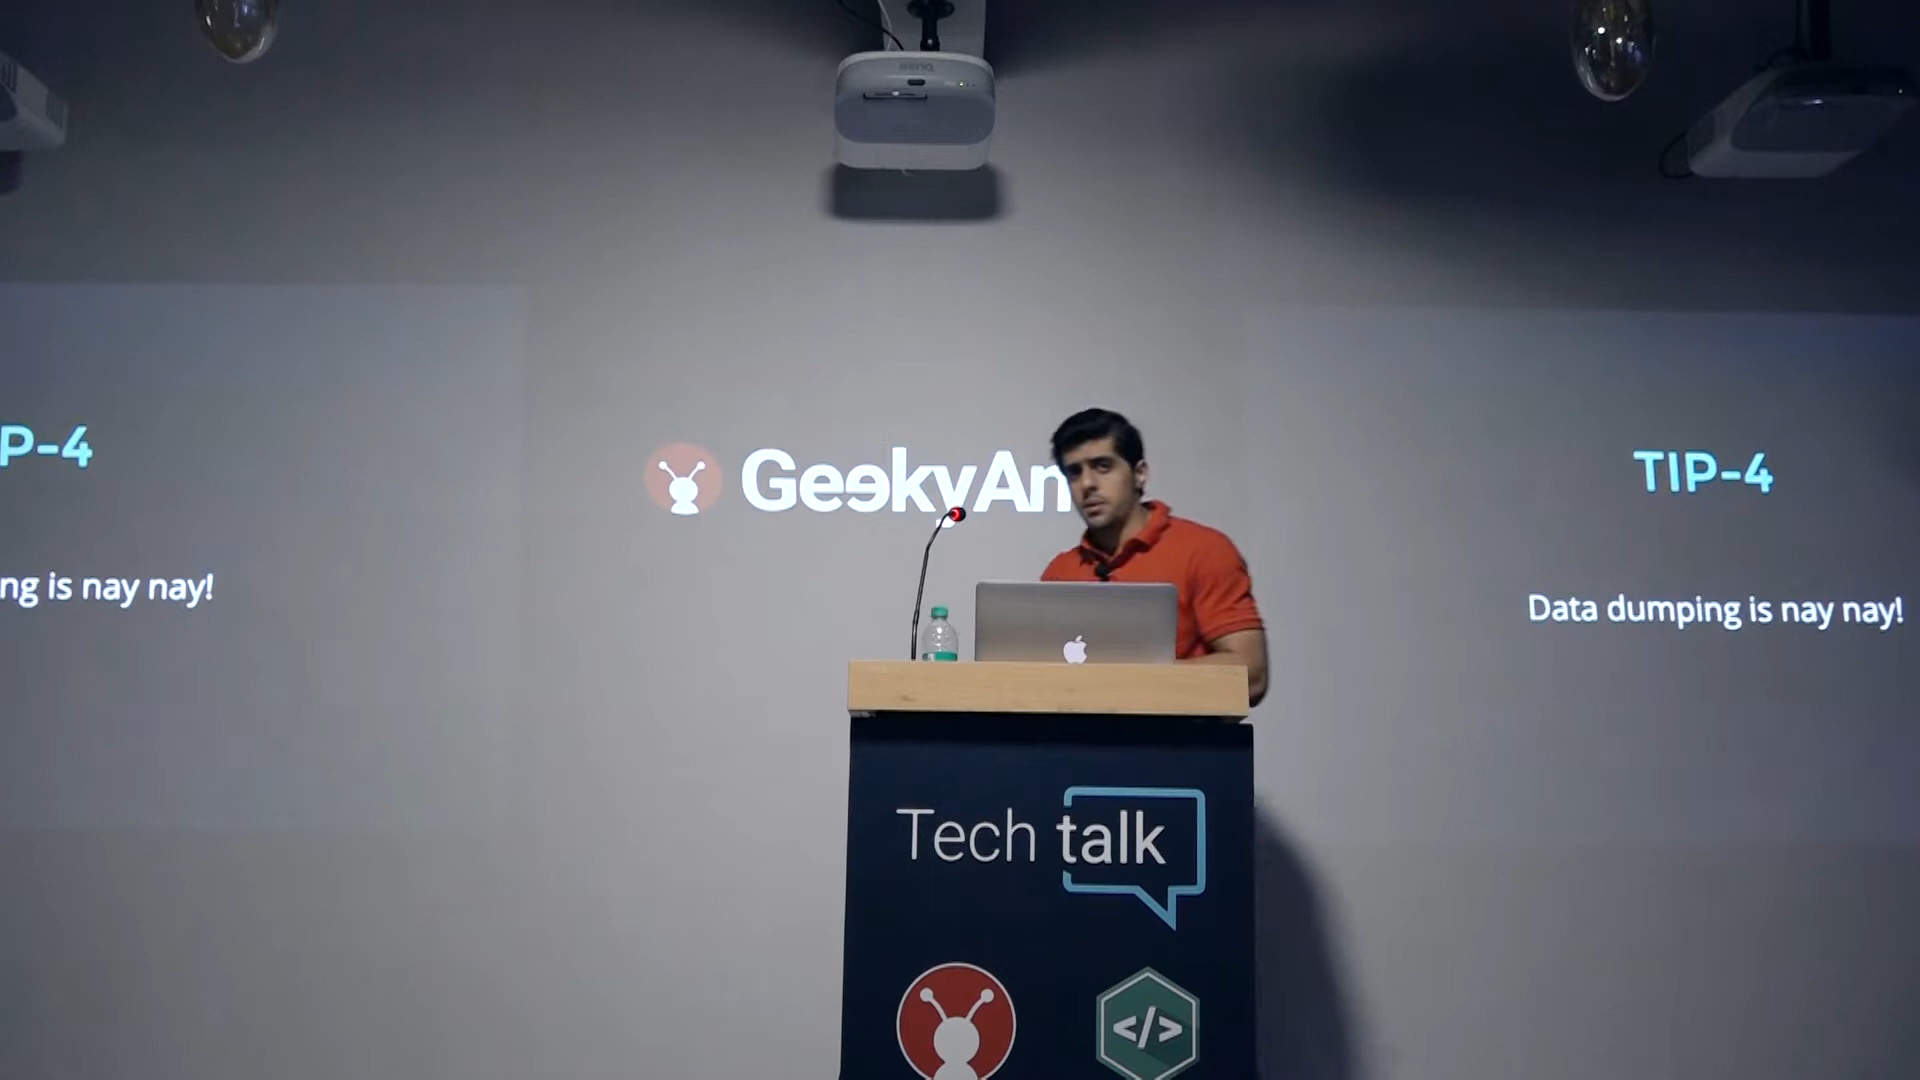 P-4
ng is nay nay!
GeekyAn
TIP-4
Data dumping is nay nay!
Tech talk
</>